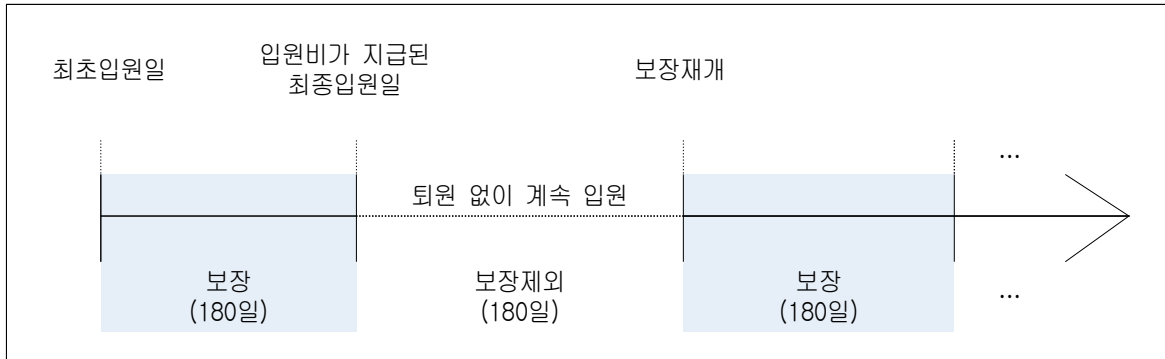 최초입원일
입원비가 지급된
최종입원일
보장재개
...
퇴원 없이 계속 입원
보장
(180일)
보장제외
(180일)
보장
(180일)
...